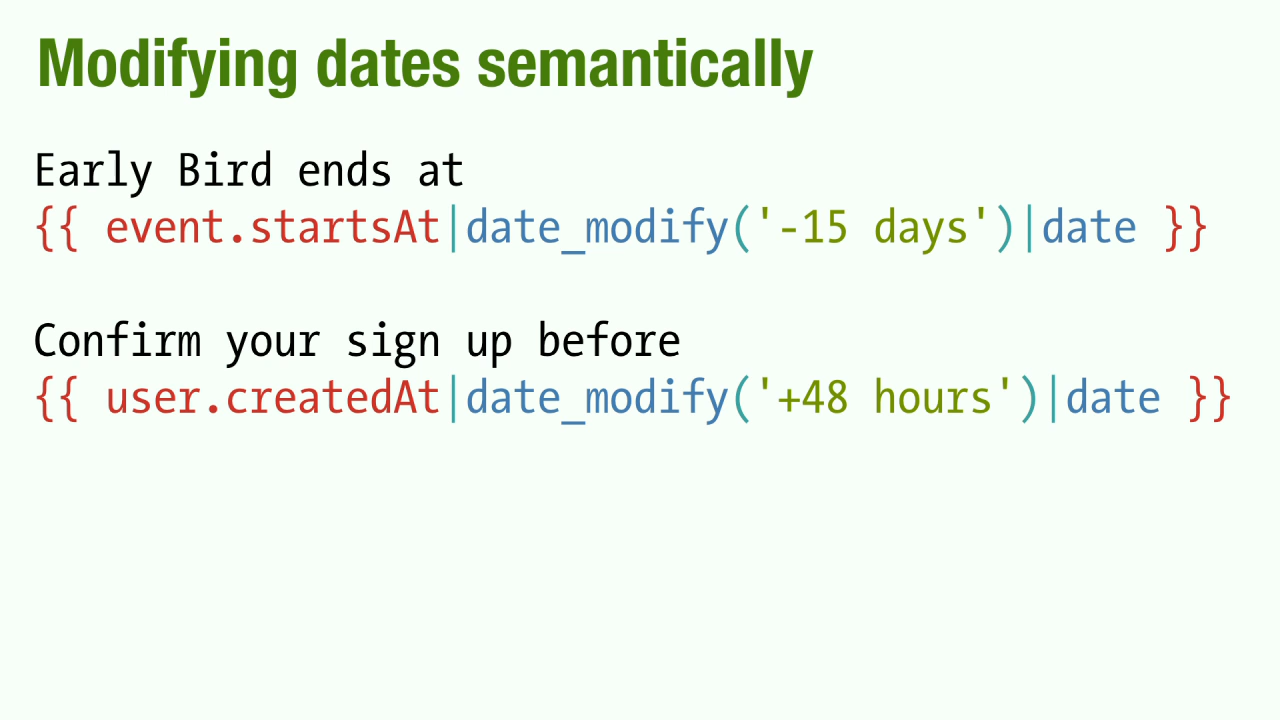 Modifying dates semantically
Early Bird ends at
{{ event.startsAt|date_modify('-15 days')|date }}
Confirm your sign up before
{{ user.createdAt|date_modify('+48 hours')|date }}